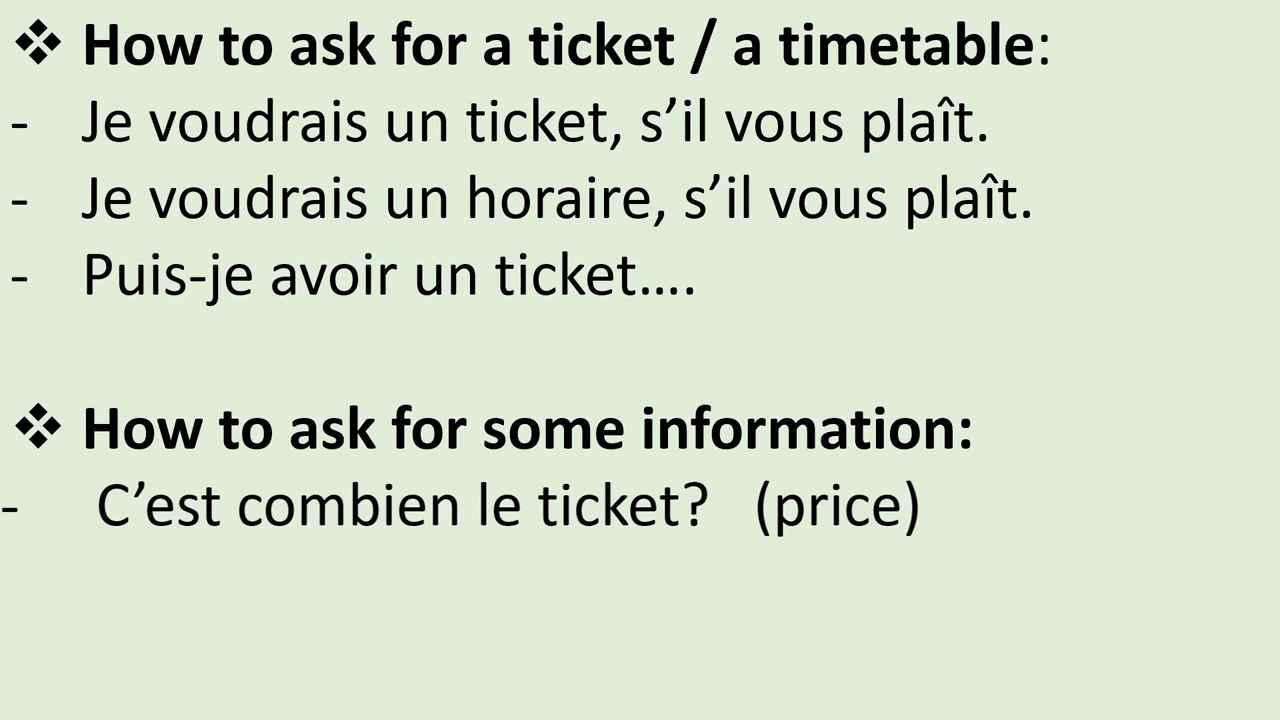 ❖ How to ask for a ticket / a timetable:
- Je voudrais un ticket, s’il vous plaît.
- Je voudrais un horaire, s’il vous plaît.
- Puis-je avoir un ticket….
❖ How to ask for some information:
- C’est combien le ticket? (price)